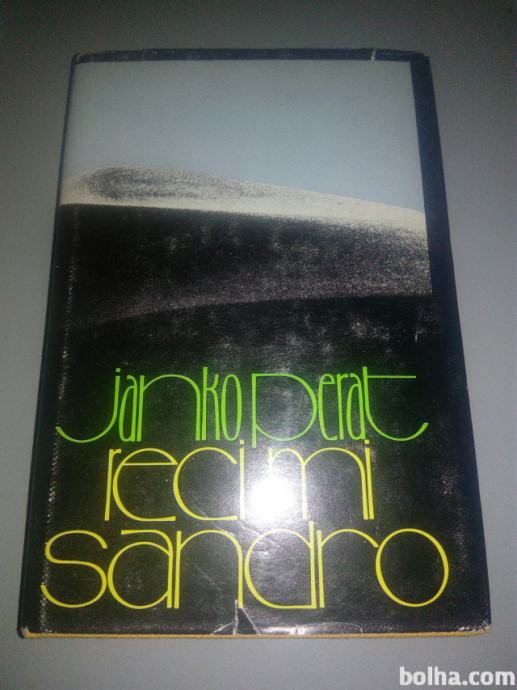 janko perat
reci mi
sandro
bolha.com